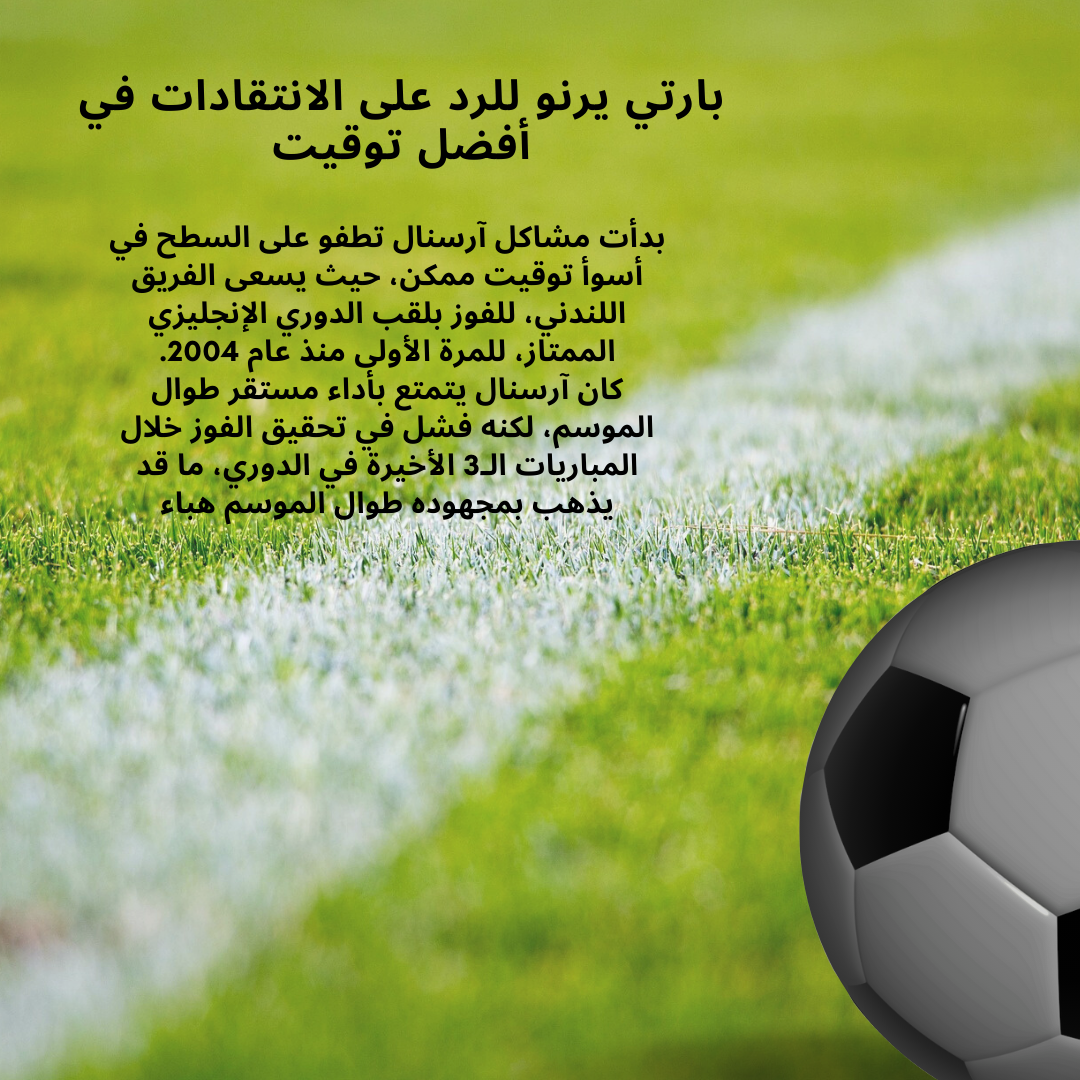 بارتي يرنو للرد على الانتقادات في
أفضل توقيت
بدأت مشاكل آرسنال تطفو على السطح في
أسوأ توقيت ممكن، حيث يسعى الفريق
اللندني، للفوز بلقب الدوري الإنجليزي
الممتاز، للمرة الأولى منذ عام 2004.
كان آرسنال يتمتع بأداء مستقر طوال
الموسم، لكنه فشل في تحقيق الفوز خلال
المباريات الـ3 الأخيرة في الدوري، ما قد
يذهب بمجهوده طوال الموسم هباء